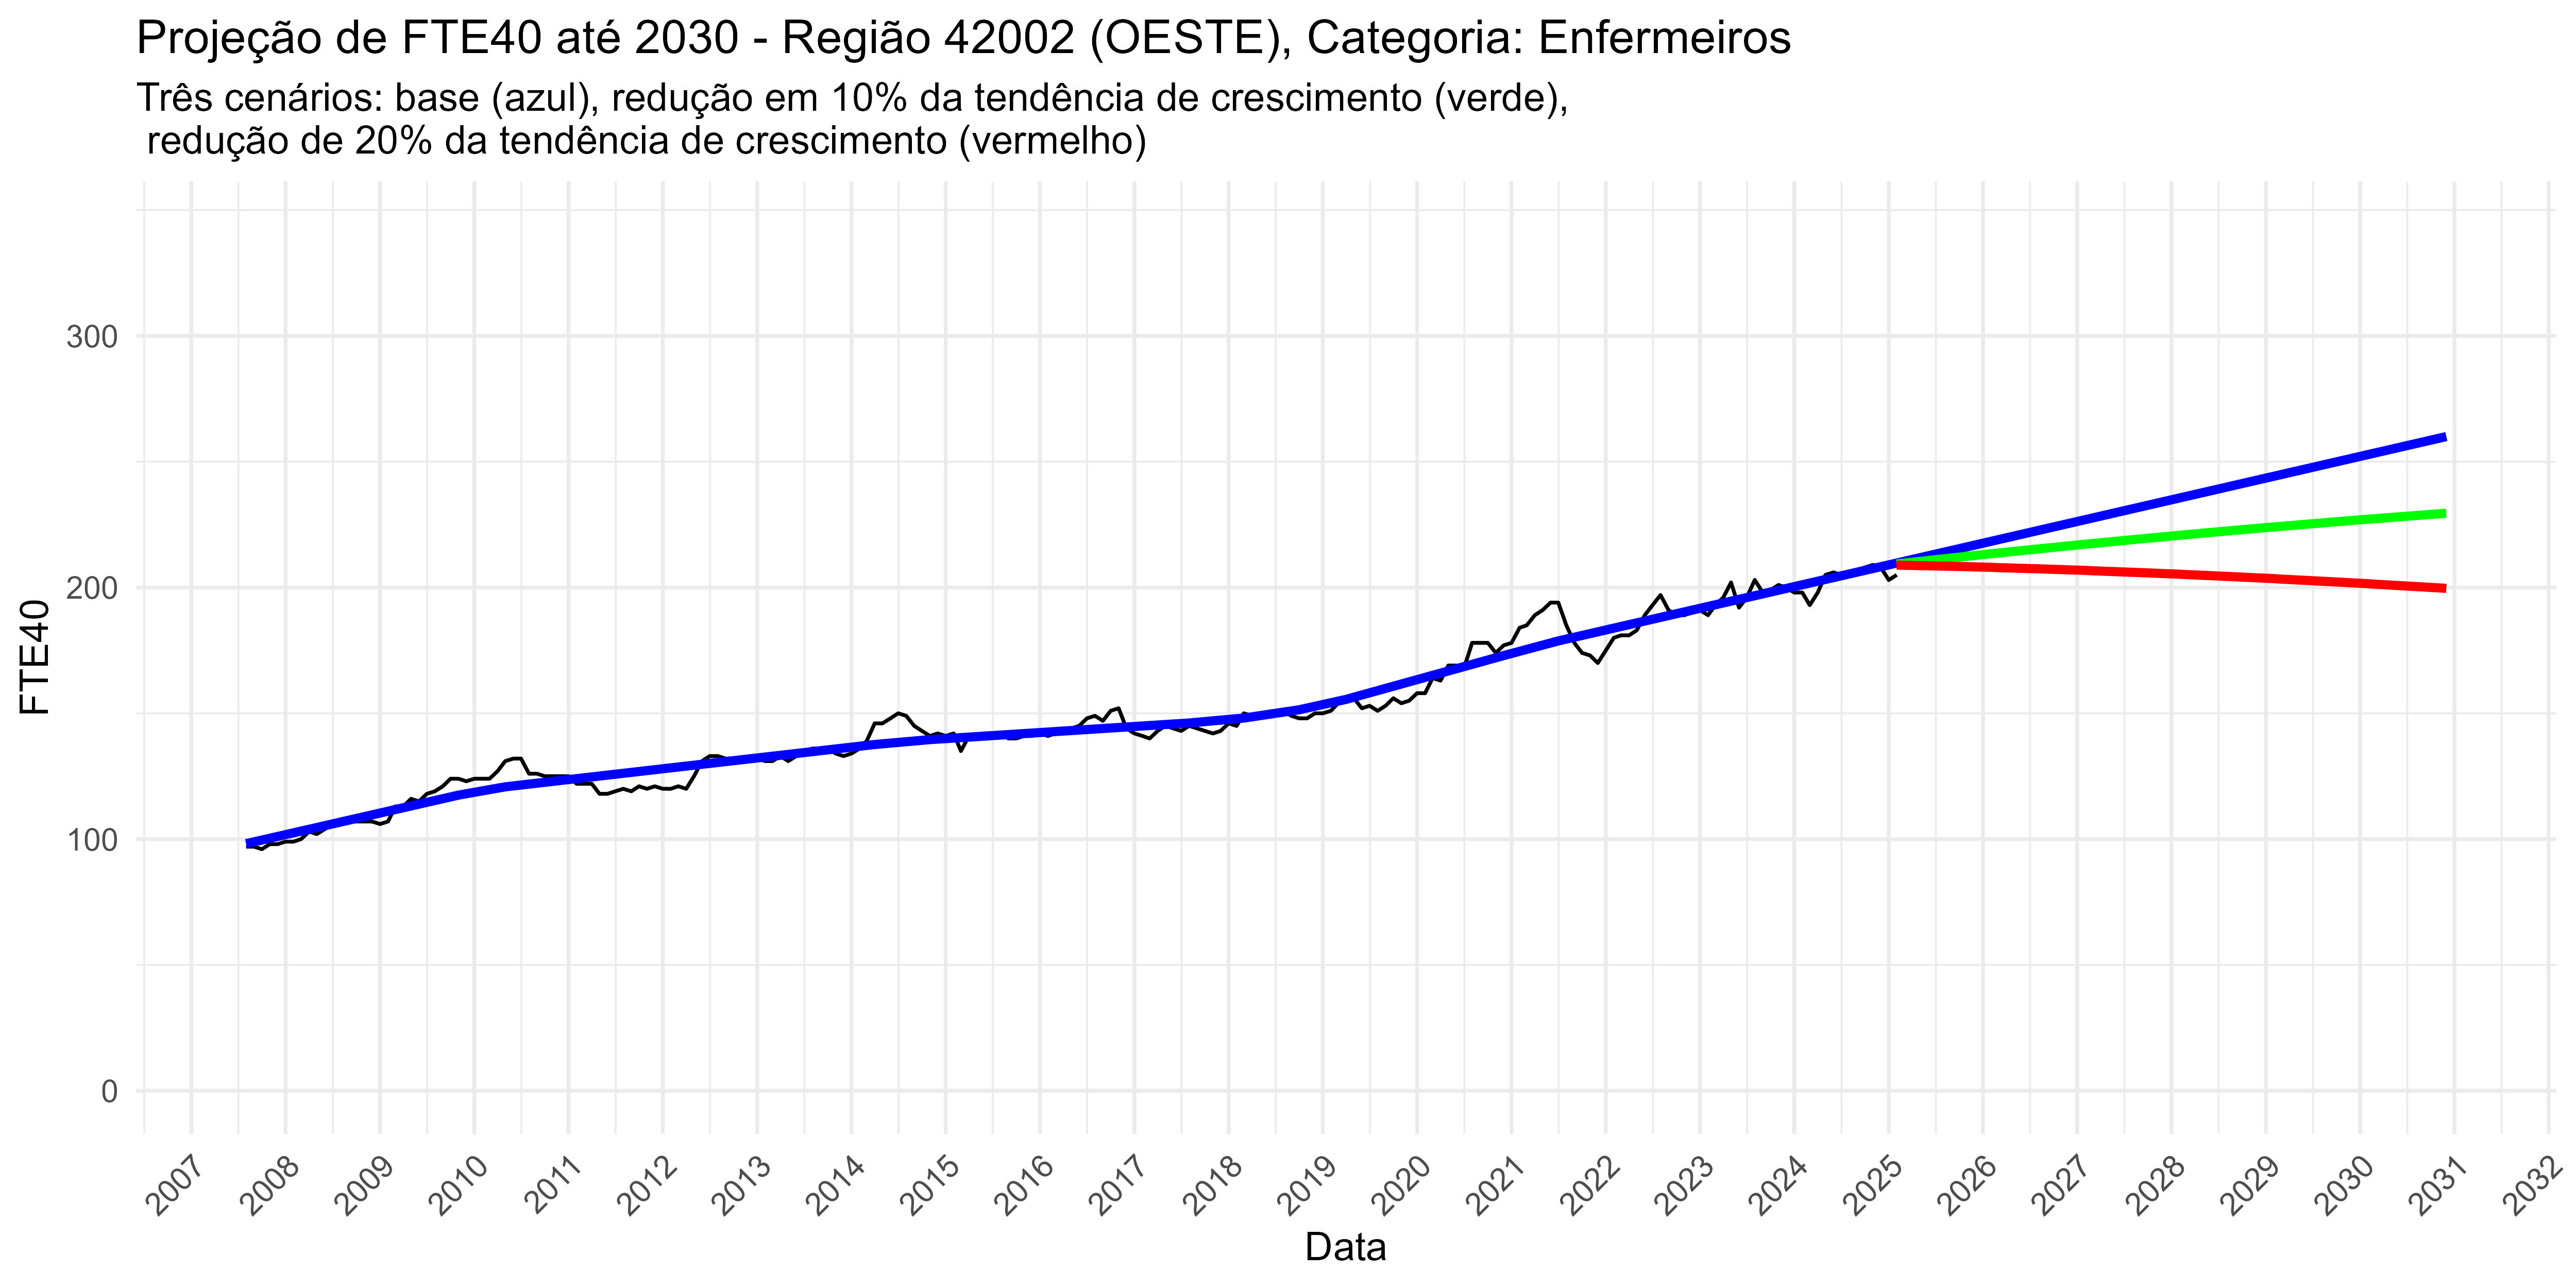 Projeção de FTE40 até 2030 - Região 42002 (OESTE), Categoria: Enfermeiros
Três cenários: base (azul), redução em 10% da tendência de crescimento (verde),
redução de 20% da tendência de crescimento (vermelho)
FTE40
300
200
100
0
2007 2008 2009 2010 2011 2012 2013 2014 2015 2016 2017 2018 2019 2020 2021 2022 2023 2024 2025 2026 2027 2028 2029 2030 2031 2032
Data